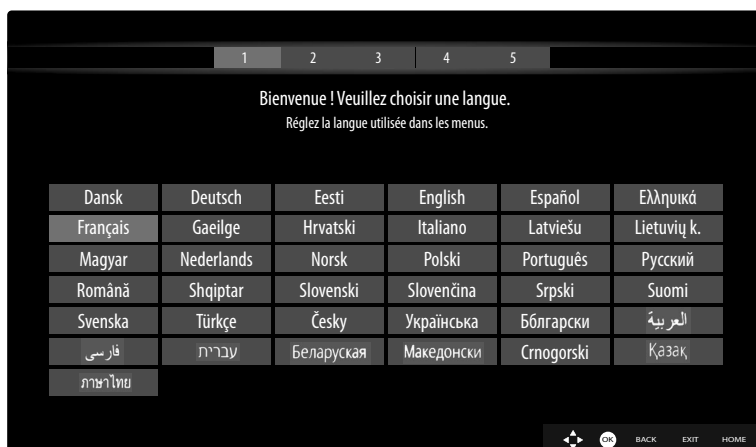 1 2 3 4 5
Bienvenue ! Veuillez choisir une langue.
Réglez la langue utilisée dans les menus.
Dansk Deutsch Eesti English Español Ελληυικά
Français Gaeilge Hrvatski Italiano Latviešu Lietuvių k.
Magyar Nederlands Norsk Polski Português Русский
Română Shqiptar Slovenski Slovenčina Srpski Suomi
Svenska Türkçe Česky Українська Бблгарски العربية
فارسی עברית Беларуская Македонски Crnogorski Қазақ
ภาษาไทย
OK BACK EXIT HOME